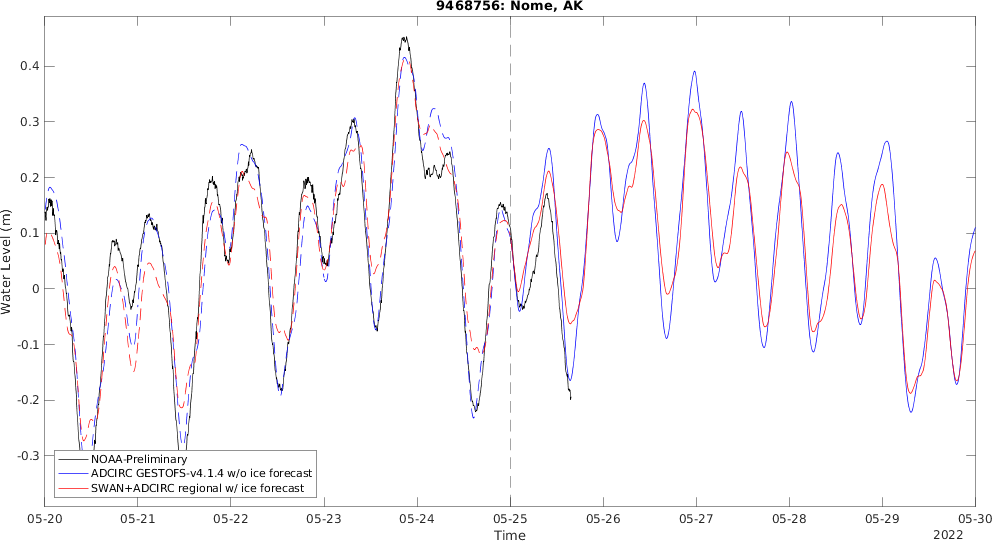 9468756: Nome, AK
Water Level (m)
0.4
0.3
0.2
0.1
0
-0.1
-0.2
-0.3
NOAA-Preliminary
ADCIRC GESTOFS-v4.1.4 w/o ice forecast
SWAN+ADCIRC regional w/ ice forecast
05-20 05-21 05-22 05-23 05-24 05-25 05-26 05-27 05-28 05-29 05-30
Time
2022